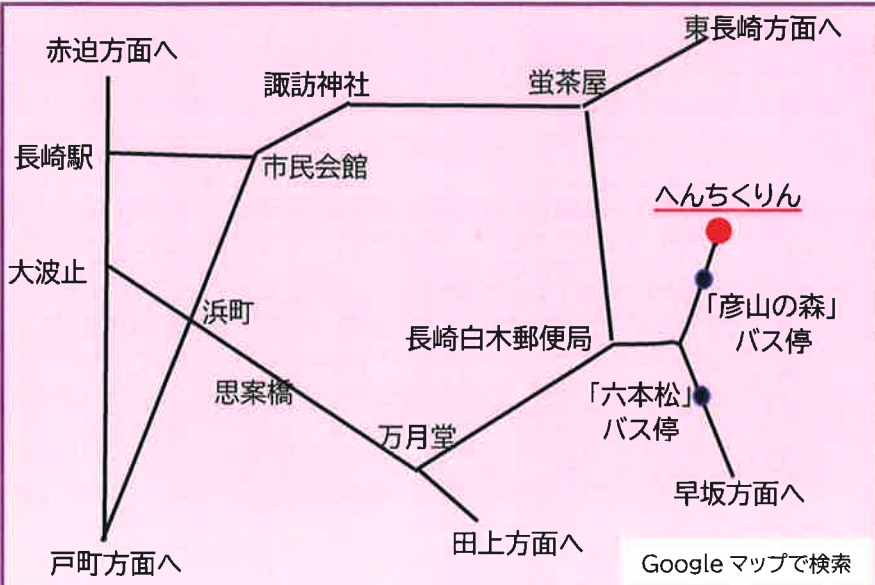 東長崎方面へ
赤迫方面へ
諏訪神社
蛍茶屋
長崎駅
市民会館
へんちくりん
大波止
浜町
「彦山の森」
バス停
長崎白木郵便局
思案橋
「六本松」
バス停
万月堂
早坂方面へ
田上方面へ
戸町方面へ
Google マップで検索